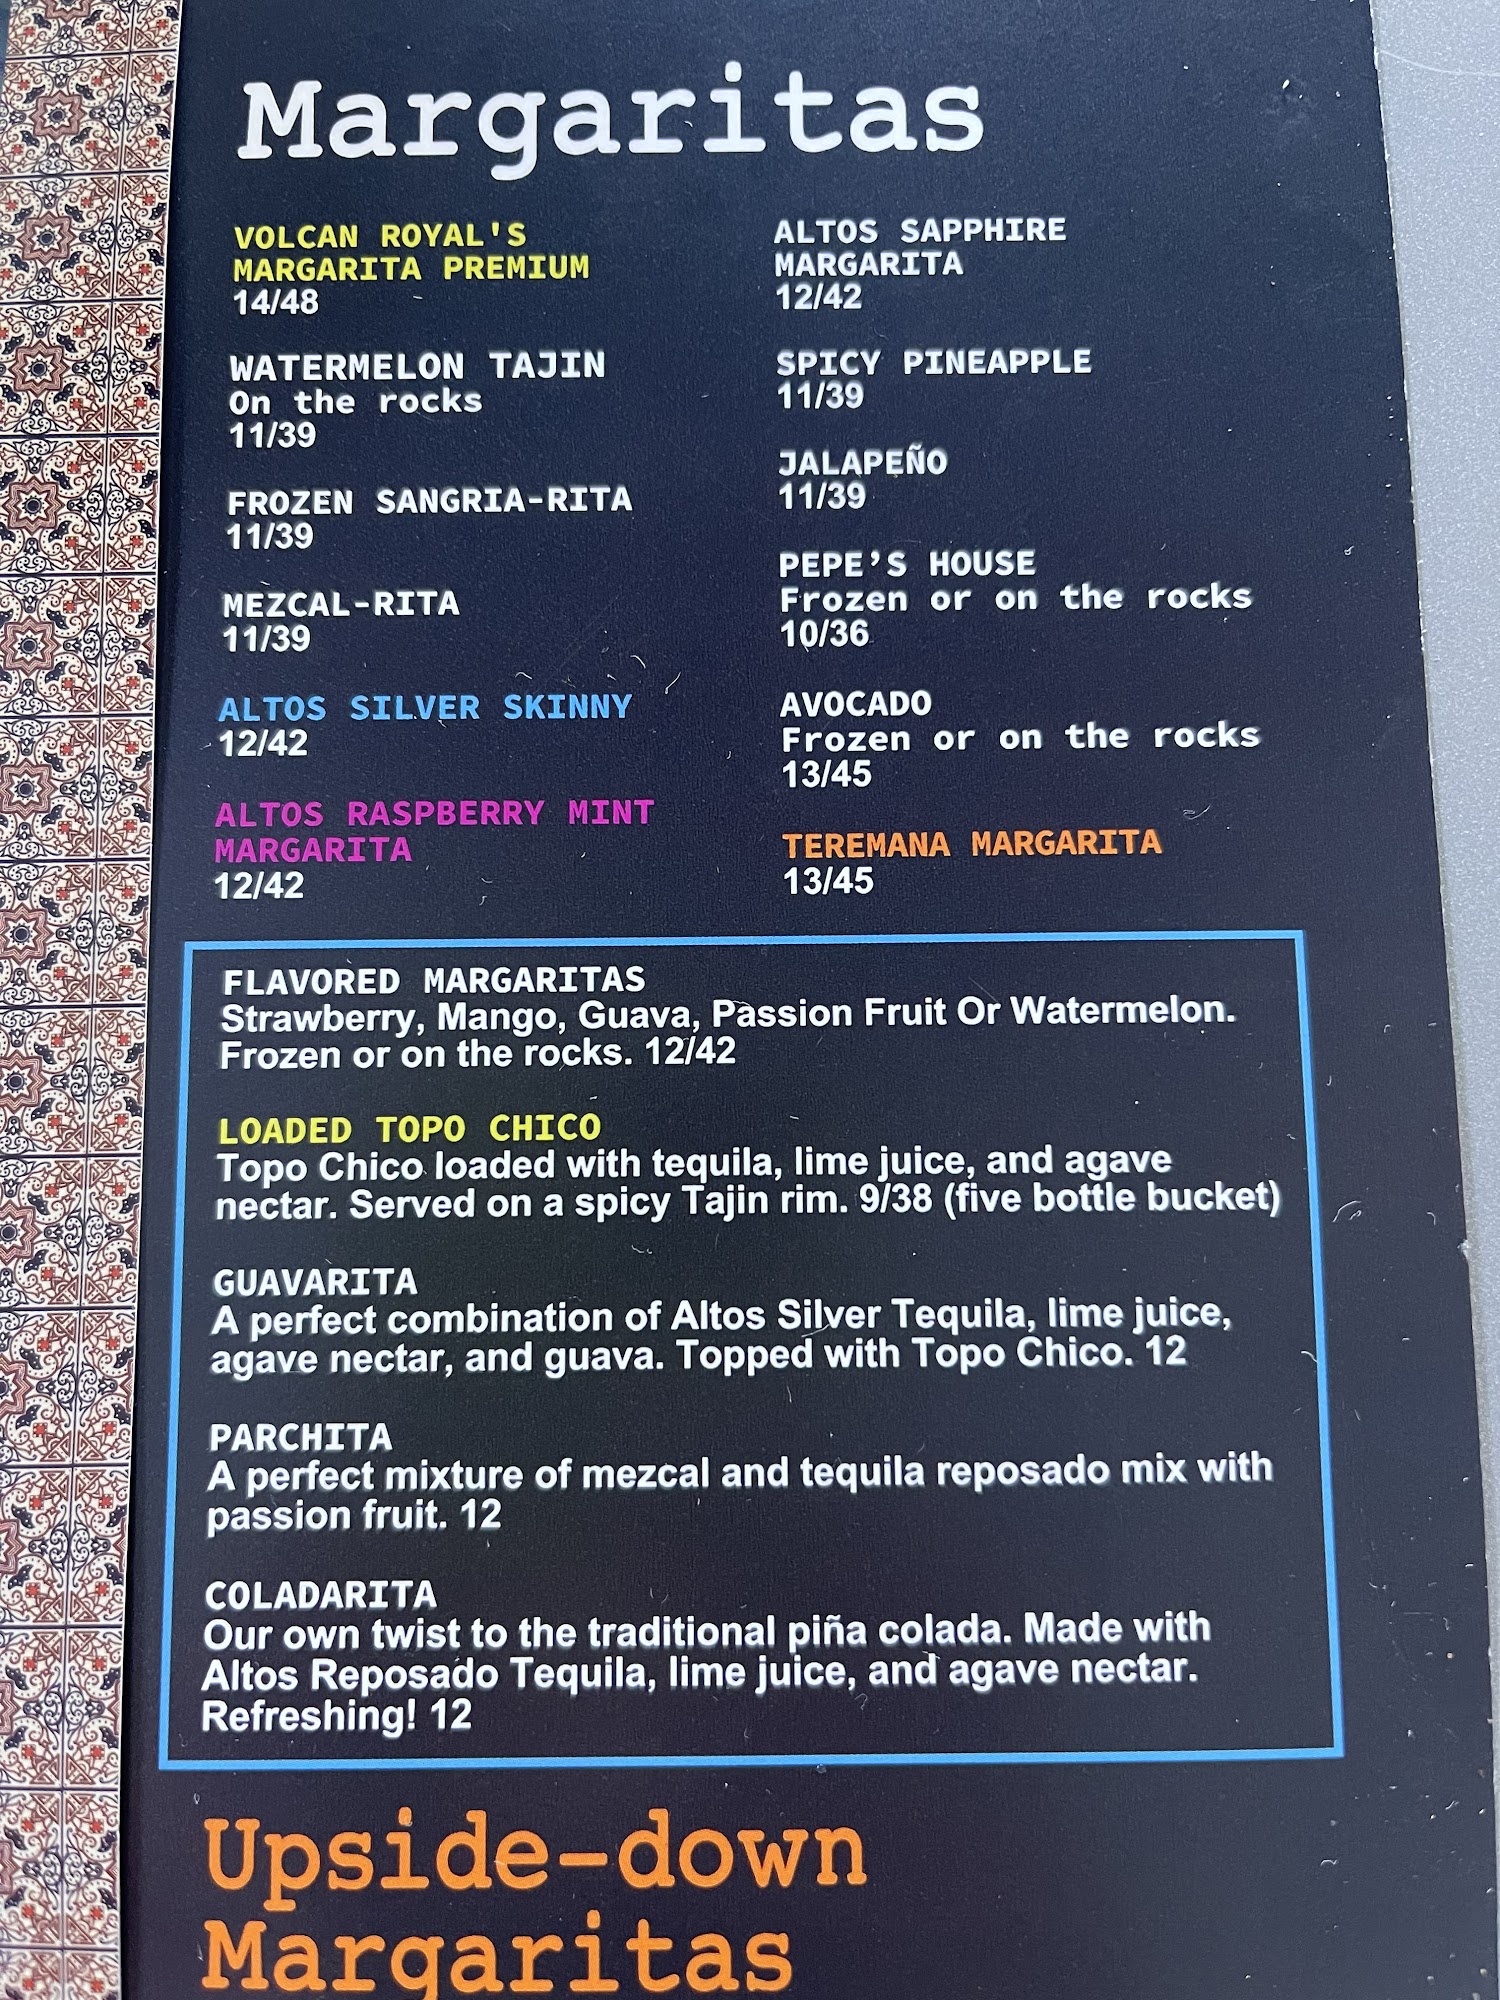 Margaritas
VOLCAN ROYAL'S
MARGARITA PREMIUM
14/48
WATERMELON TAJIN
On the rocks
11/39
FROZEN SANGRIA-RITA
11/39
MEZCAL-RITA
11/39
ALTOS SILVER SKINNY
12/42
ALTOS RASPBERRY MINT
MARGARITA
12/42
ALTOS SAPPHIRE
MARGARITA
12/42
SPICY PINEAPPLE
11/39
JALAPEÑO
11/39
PEPE’S HOUSE
Frozen or on the rocks
10/36
AVOCADO
Frozen or on the rocks
13/45
TEREMANA MARGARITA
13/45
FLAVORED MARGARITAS
Strawberry, Mango, Guava, Passion Fruit Or Watermelon.
Frozen or on the rocks. 12/42
LOADED TOPO CHICO
Topo Chico loaded with tequila, lime juice, and agave
nectar. Served on a spicy Tajin rim. 9/38 (five bottle bucket)
GUAVARITA
A perfect combination of Altos Silver Tequila, lime juice,
agave nectar, and guava. Topped with Topo Chico. 12
PARCHITA
A perfect mixture of mezcal and tequila reposado mix with
passion fruit. 12
COLADARITA
Our own twist to the traditional piña colada. Made with
Altos Reposado Tequila, lime juice, and agave nectar.
Refreshing! 12
Upside-down
Margaritas